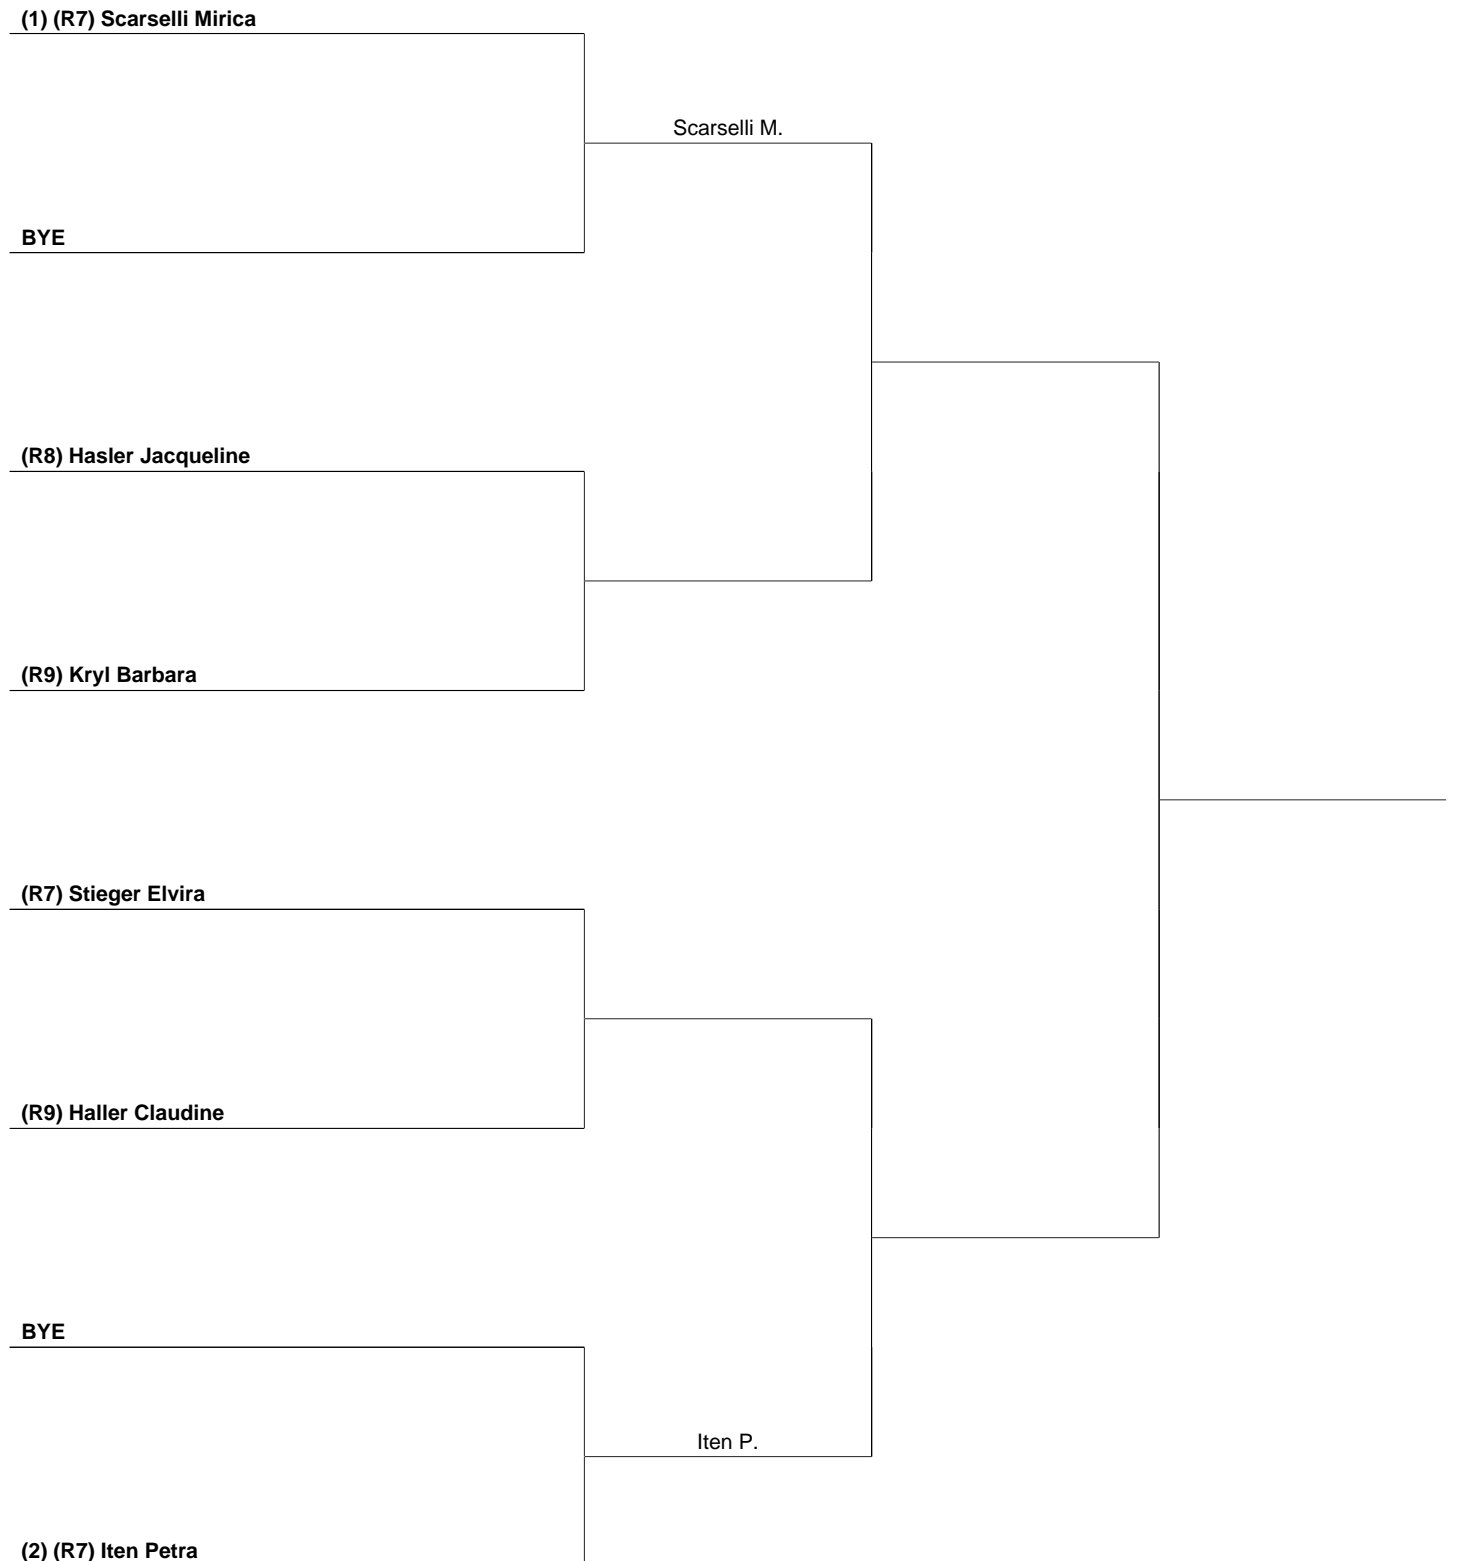 (1) (R7) Scarselli Mirica
Scarselli M.
BYE
(R8) Hasler Jacqueline
(R9) Kryl Barbara
(R7) Stieger Elvira
(R9) Haller Claudine
BYE
Iten P.
(2) (R7) Iten Petra